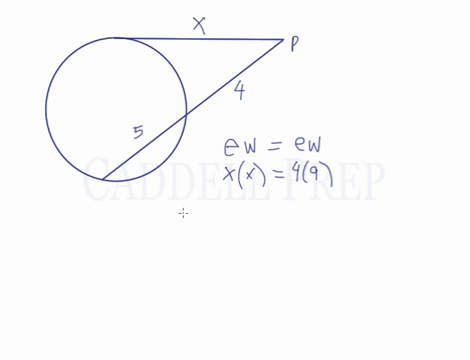 X
P
4
5
ew = ew
x(x) = 4(9)
CADDELL PREP